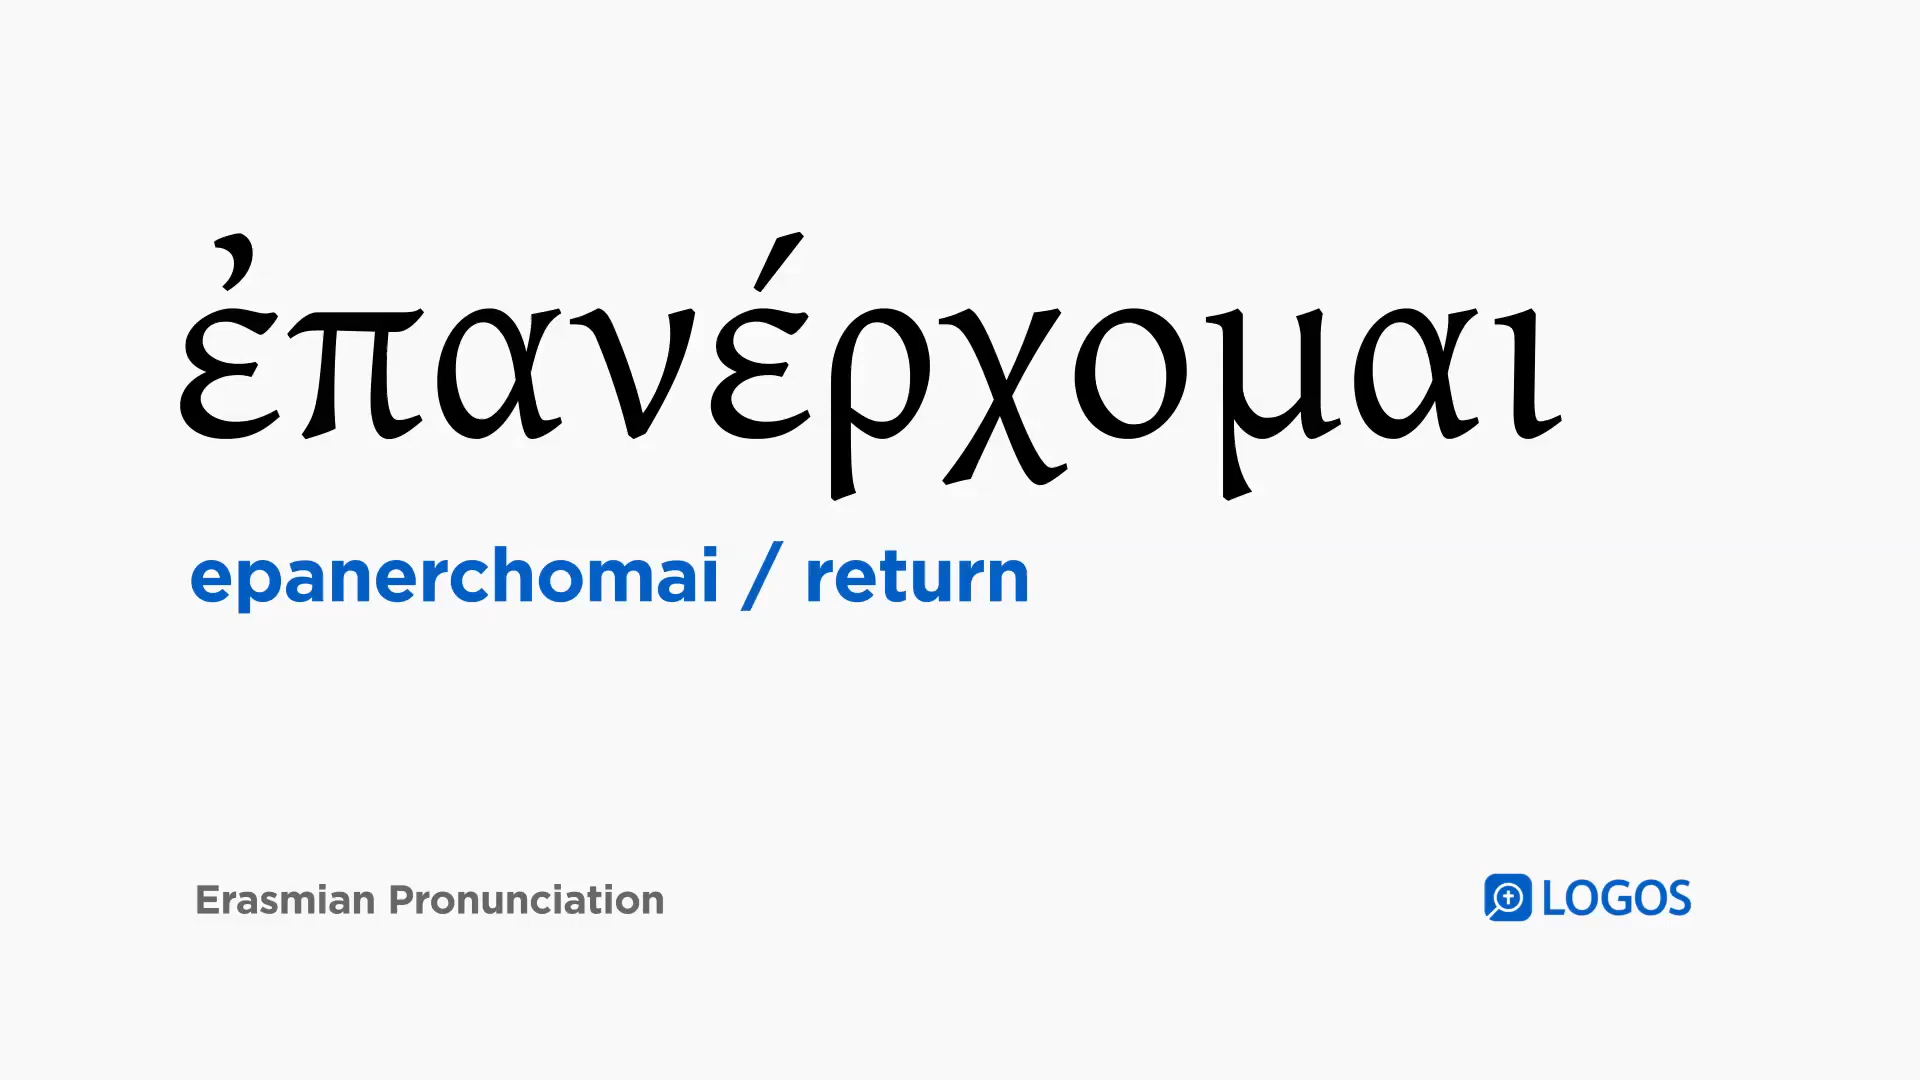 ἐπανέρχομαι
epanerchomai / return
Erasmian Pronunciation
LOGOS